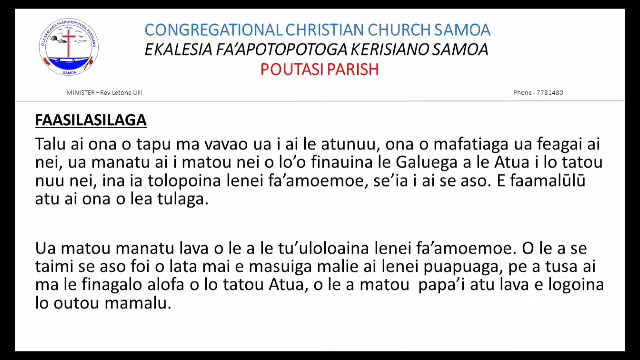 CONGREGATIONAL CHRISTIAN CHURCH SAMOA
EKALESIA FA'APOTOPOTOGA KERISIANO SAMOA
POUTASI PARISH
MINISTER – Rev Letone Uili
Phone - 7781480
FAASILASILAGA
Talu ai ona o tapu ma vavao ua i ai le atunuu, ona o mafatiaga ua feagai ai
nei, ua manatu ai i matou nei o lo'o finauina le Galuega a le Atua i lo tatou
nuu nei, ina ia tolopoina lenei fa'amoemoe, se'ia i ai se aso. E faamalūlū
atu ai ona o lea tulaga.
Ua matou manatu lava o le a le tu'uloloaina lenei fa'amoemoe. O le a se
taimi se aso foi o lata mai e masuiga malie ai lenei puapuaga, pe a tusa ai
ma le finagalo alofa o lo tatou Atua, o le a matou papa'i atu lava e logoina
lo outou mamalu.